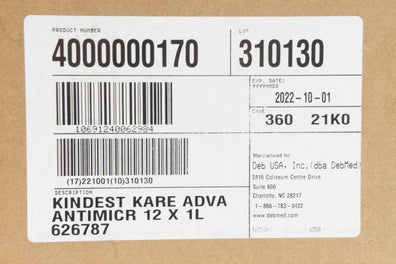 PRODUCT NUMBER
4000000170
LOT
310130
EXP. DATE:
YYYYMMDD
2022-10-01
CASE
360 21K0
10691240062984
(17)221001(10)310130
Manufactured for:
Deb USA, Inc.(dba DebMed)
2815 Coliseum Centre Drive
Suite 600
Charlotte, NC 28217
1-866-783-0422
www.debmed.com
DESCRIPTION
KINDEST KARE ADVA
ANTIMICR 12 X 1L
626787